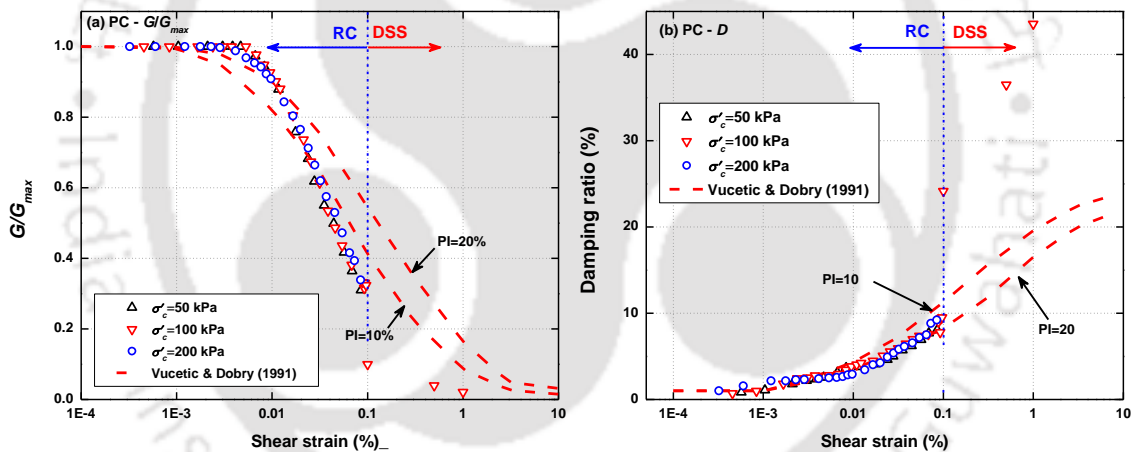 (a) PC - G/Gmax
RC
DSS
1.0
0.8
0.6
0.4
0.2
0.0
G/Gmax
PI=20%
PI=10%
σ'c=50 kPa
σ'c=100 kPa
σ'c=200 kPa
Vucetic & Dobry (1991)
1E-4
1E-3
0.01
0.1
1
10
Shear strain (%)_
(b) PC - D
RC
DSS
40
30
20
10
0
Damping ratio (%)
σ'c=50 kPa
σ'c=100 kPa
σ'c=200 kPa
Vucetic & Dobry (1991)
PI=10
PI=20
1E-4
1E-3
0.01
0.1
1
10
Shear strain (%)
Indian
wahati